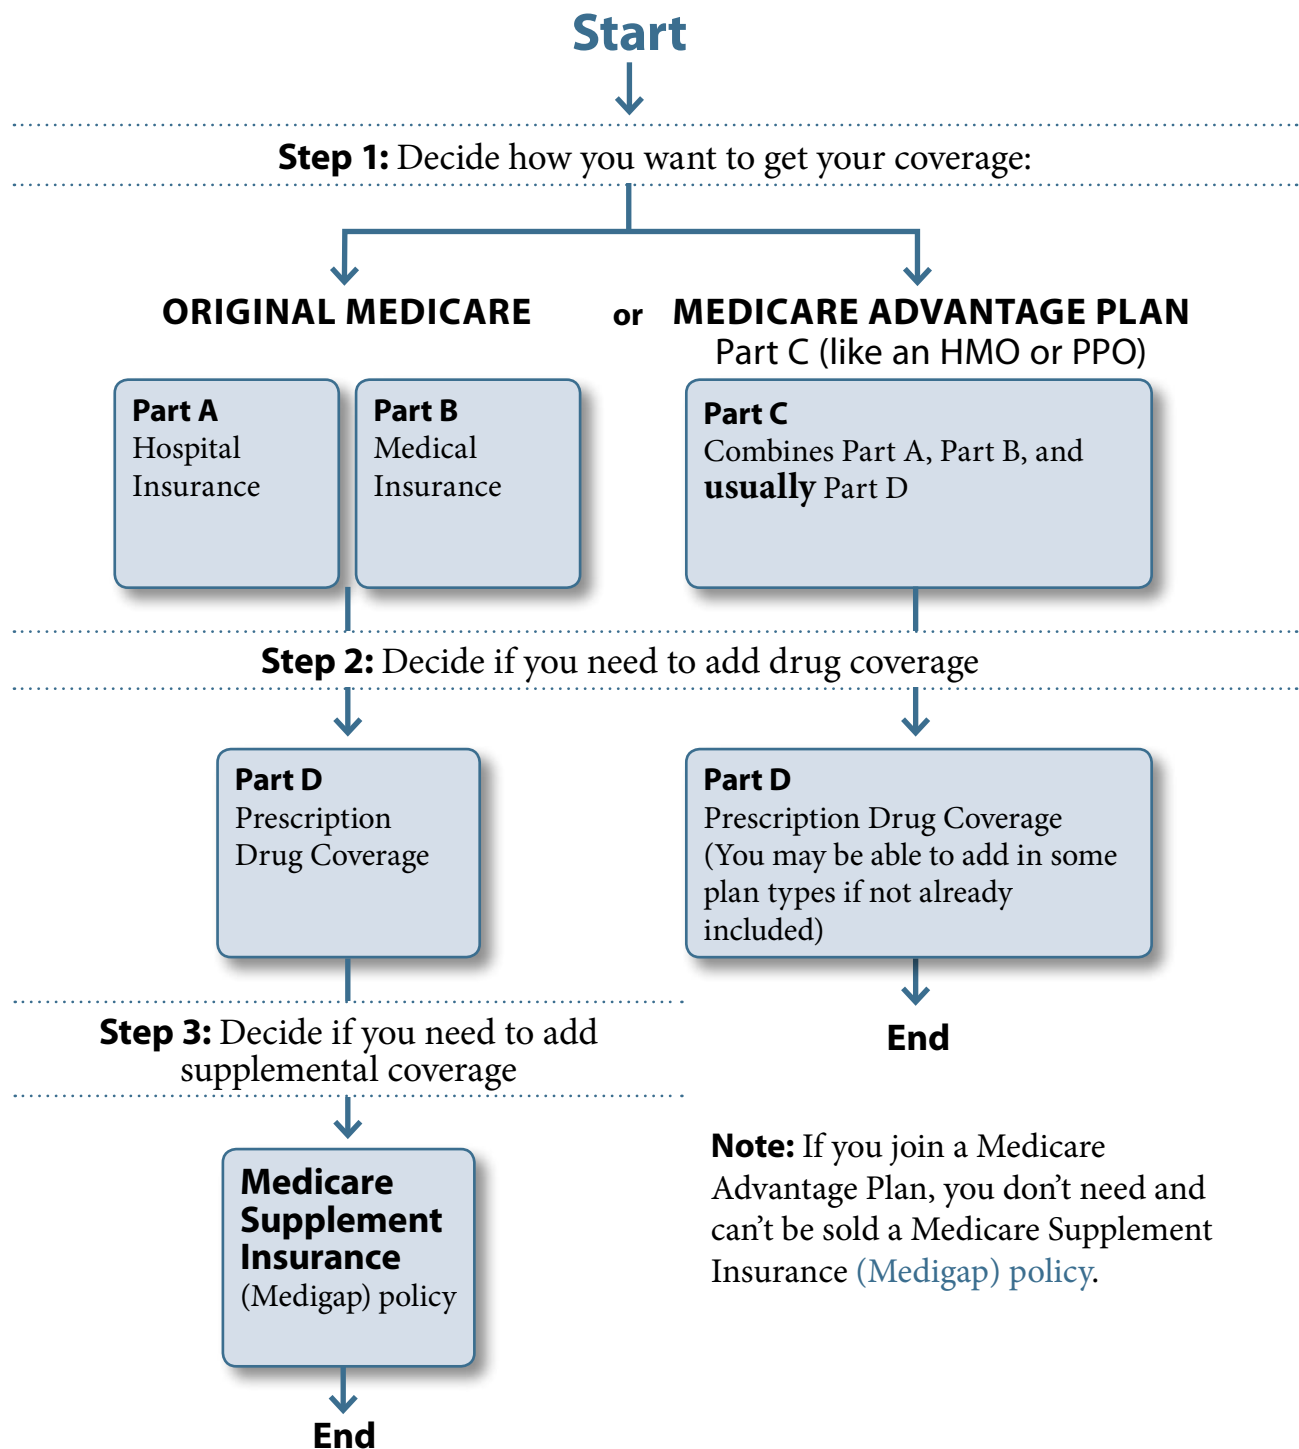 Start
Step 1: Decide how you want to get your coverage:
ORIGINAL MEDICARE
or
MEDICARE ADVANTAGE PLAN
Part C (like an HMO or PPO)
Part A
Hospital
Insurance
Part B
Medical
Insurance
Part C
Combines Part A, Part B, and
usually Part D
Step 2: Decide if you need to add drug coverage
Part D
Prescription
Drug Coverage
Part D
Prescription Drug Coverage
(You may be able to add in some
plan types if not already
included)
Step 3: Decide if you need to add
supplemental coverage
End
Medicare
Supplement
Insurance
(Medigap) policy
End
Note: If you join a Medicare
Advantage Plan, you don’t need and
can’t be sold a Medicare Supplement
Insurance (Medigap) policy.